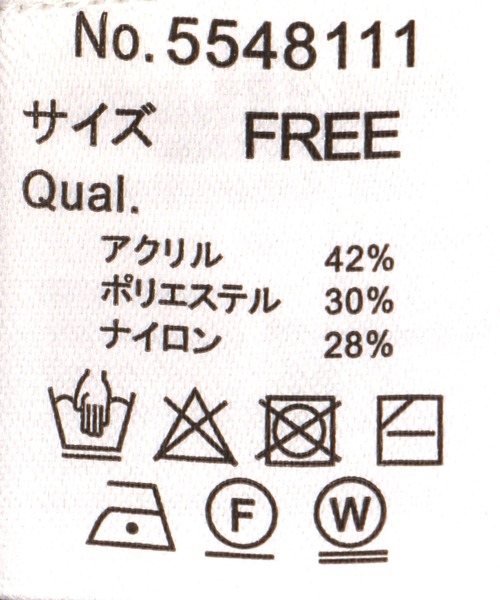 No.5548111
サイズ FREE
Qual.
アクリル 42%
ポリエステル 30%
ナイロン 28%
F W